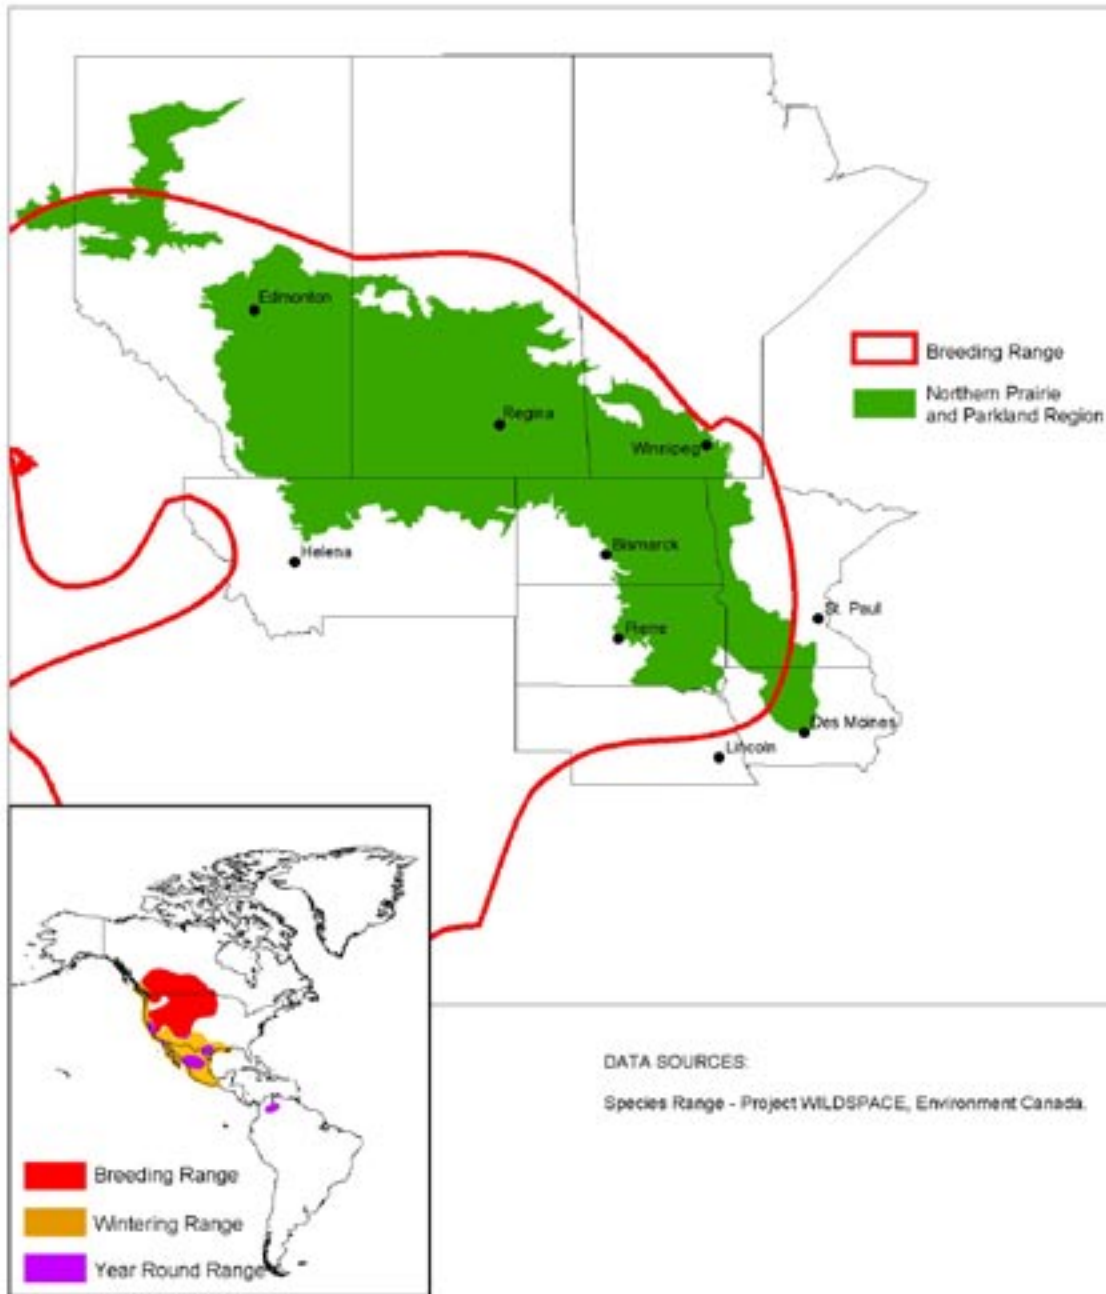 Edmonton
Regina
Winnipeg
Breeding Range
Northern Prairie
and Parkland Region
Helena
Bismarck
St. Paul
Pierre
Des Moines
Lincoln
Breeding Range
Wintering Range
Year Round Range
DATA SOURCES:
Species Range - Project WILDSPACE, Environment Canada.